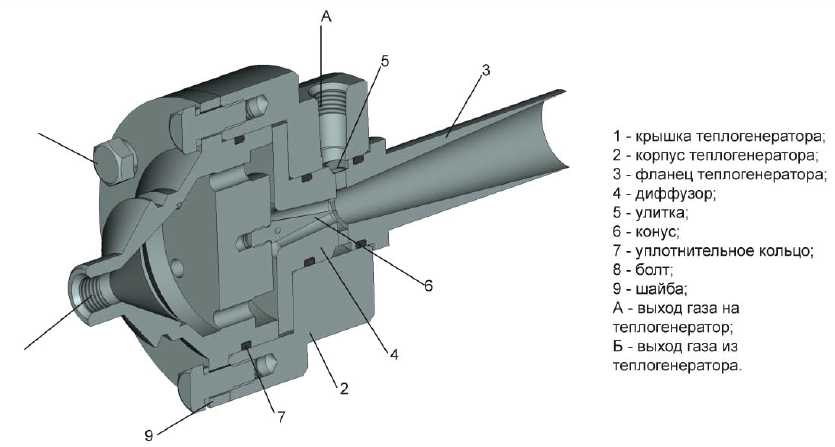 А
5
3
6
4
2
7
9
1 - крышка теплогенератора;
2 - корпус теплогенератора;
3 - фланец теплогенератора;
4 - диффузор;
5 - улитка;
6 - конус;
7 - уплотнительное кольцо;
8 - болт;
9 - шайба;
А - выход газа на
теплогенератор;
Б - выход газа из
теплогенератора.